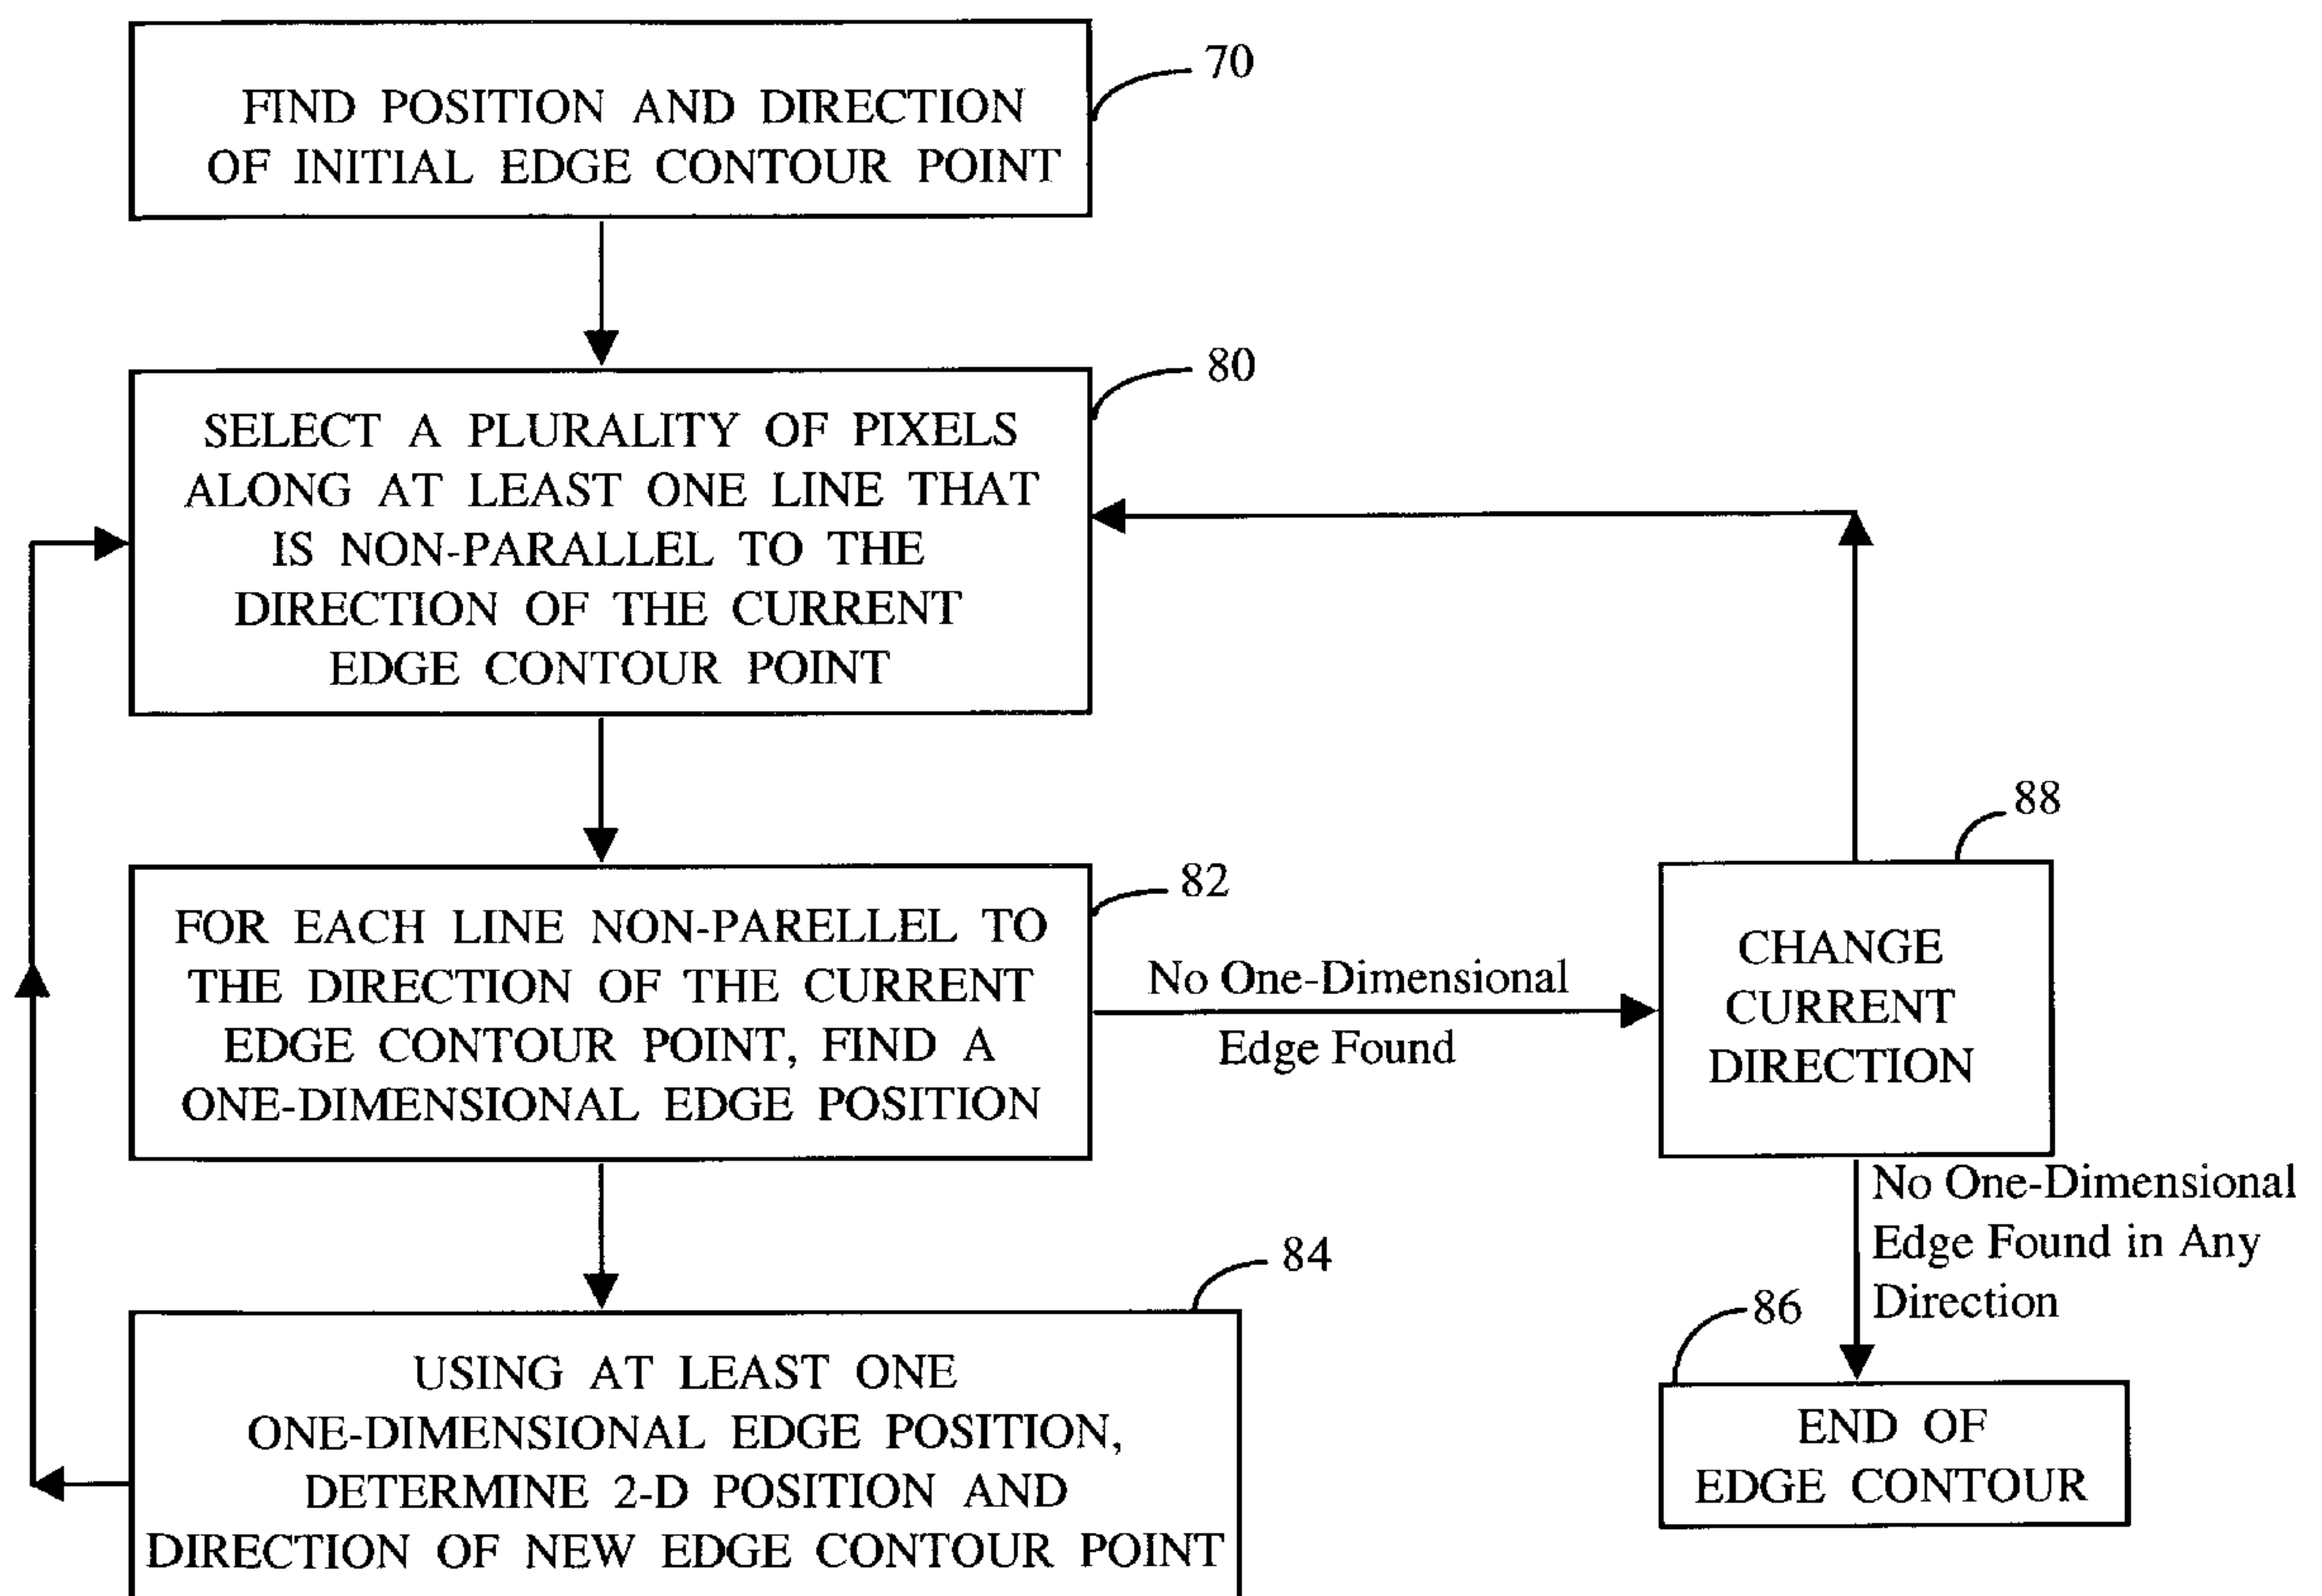 70
FIND POSITION AND DIRECTION
OF INITIAL EDGE CONTOUR POINT
80
SELECT A PLURALITY OF PIXELS
ALONG AT LEAST ONE LINE THAT
IS NON-PARALLEL TO THE
DIRECTION OF THE CURRENT
EDGE CONTOUR POINT
82
FOR EACH LINE NON-PARELLEL TO
THE DIRECTION OF THE CURRENT
EDGE CONTOUR POINT, FIND A
ONE-DIMENSIONAL EDGE POSITION
No One-Dimensional
Edge Found
88
CHANGE
CURRENT
DIRECTION
No One-Dimensional
Edge Found in Any
Direction
84
USING AT LEAST ONE
ONE-DIMENSIONAL EDGE POSITION,
DETERMINE 2-D POSITION AND
DIRECTION OF NEW EDGE CONTOUR POINT
86
END OF
EDGE CONTOUR